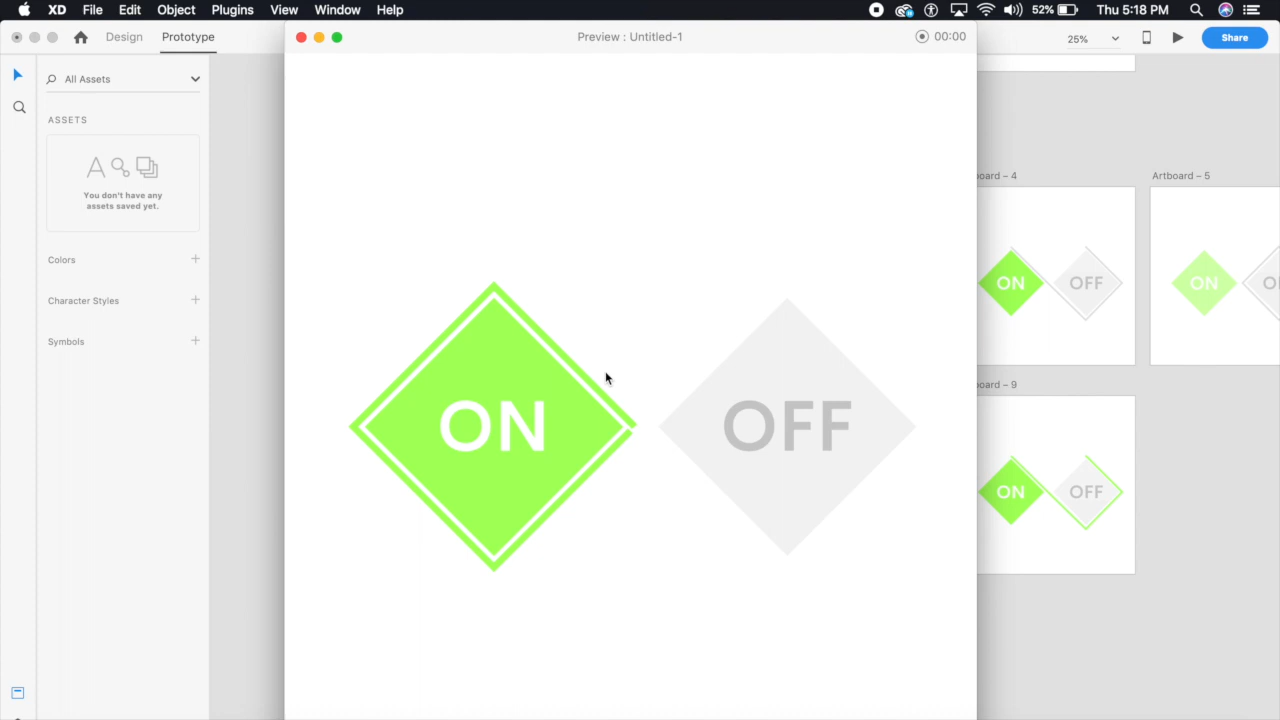 XD File Edit Object Plugins View Window Help 52% Thu 5:18 PM
Design Prototype Preview : Untitled-1 00:00 25% Share
All Assets
ASSETS
You don't have any
assets saved yet.
Colors
Character Styles
Symbols
ON OFF
oard – 4 Artboard – 5
ON OFF ON
oard – 9
ON OFF